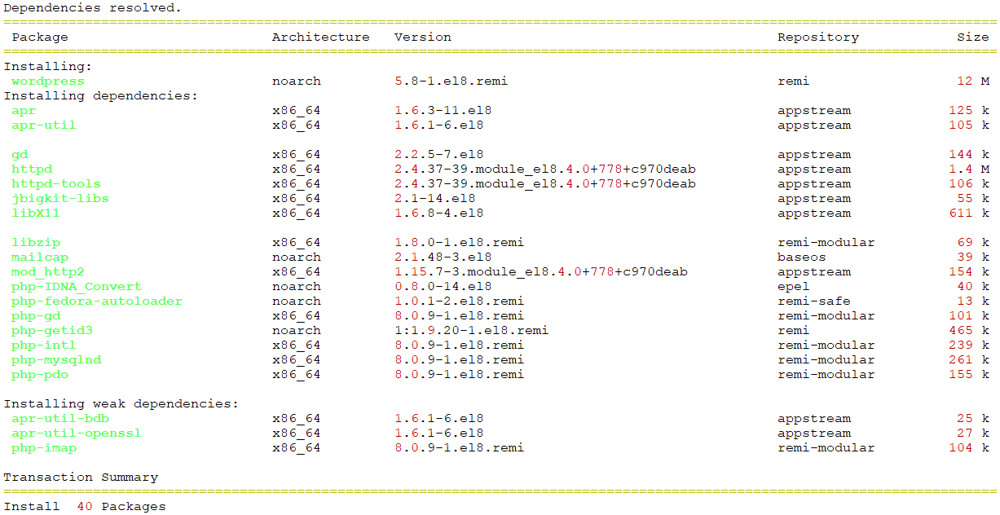 Dependencies resolved.
Package Architecture Version Repository Size
Installing:
wordpress noarch 5.8-1.el8.remi remi 12 M
Installing dependencies:
apr x86_64 1.6.3-11.el8 appstream 125 k
apr-util x86_64 1.6.1-6.el8 appstream 105 k
gd x86_64 2.2.5-7.el8 appstream 144 k
httpd x86_64 2.4.37-39.module_el8.4.0+778+c970deab appstream 1.4 M
httpd-tools x86_64 2.4.37-39.module_el8.4.0+778+c970deab appstream 106 k
jbigkit-libs x86_64 2.1-14.el8 appstream 55 k
libX11 x86_64 1.6.8-4.el8 appstream 611 k
libzip x86_64 1.8.0-1.el8.remi remi-modular 69 k
mailcap noarch 2.1.48-3.el8 baseos 39 k
mod_http2 x86_64 1.15.7-3.module_el8.4.0+778+c970deab appstream 154 k
php-IDNA_Convert noarch 0.8.0-14.el8 epel 40 k
php-fedora-autoloader noarch 1.0.1-2.el8.remi remi-safe 13 k
php-gd x86_64 8.0.9-1.el8.remi remi-modular 101 k
php-getid3 noarch 1:1.9.20-1.el8.remi remi 465 k
php-intl x86_64 8.0.9-1.el8.remi remi-modular 239 k
php-mysqlnd x86_64 8.0.9-1.el8.remi remi-modular 261 k
php-pdo x86_64 8.0.9-1.el8.remi remi-modular 155 k
Installing weak dependencies:
apr-util-bdb x86_64 1.6.1-6.el8 appstream 25 k
apr-util-openssl x86_64 1.6.1-6.el8 appstream 27 k
php-imap x86_64 8.0.9-1.el8.remi remi-modular 104 k
Transaction Summary
Install 40 Packages